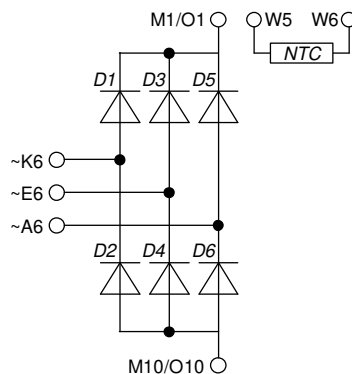 M1/O1 W5 W6
NTC
D1 D3 D5
~K6
~E6
~A6
D2 D4 D6
M10/O10